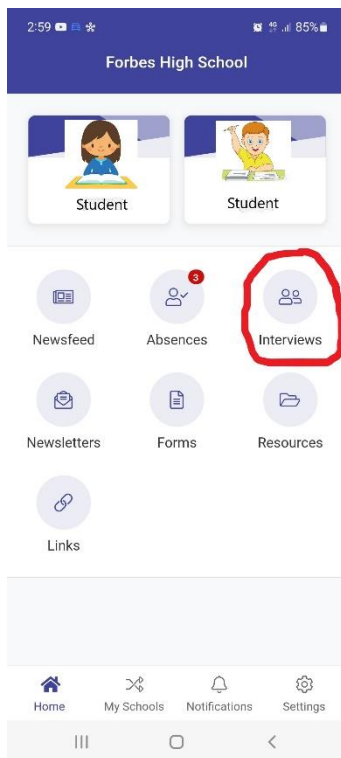 2:59 4G 85%
Forbes High School
Student Student
3
Newsfeed Absences Interviews
Newsletters Forms Resources
Links
Home My Schools Notifications Settings